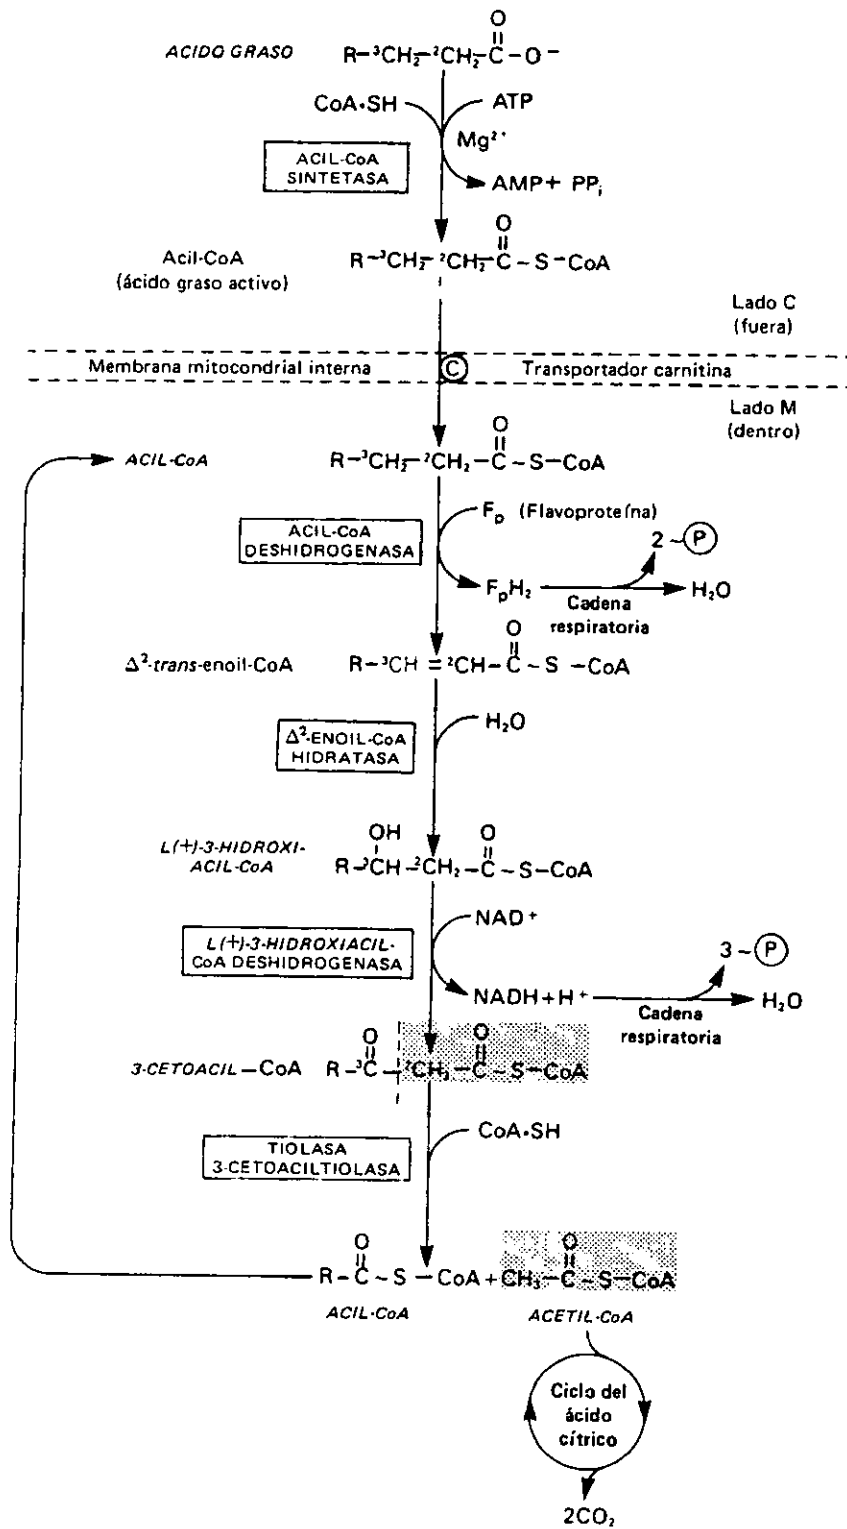 O
ACIDO GRASO R-³CH₂-²CH₂-C-O⁻
CoA•SH ATP
Mg²⁺
ACIL-CoA
SINTETASA
AMP+ PPᵢ
O
Acil-CoA
(ácido graso activo)
R-³CH₂-²CH₂-C~S-CoA
Lado C
(fuera)
Membrana mitocondrial interna C Transportador carnitina
Lado M
(dentro)
O
ACIL-CoA R-³CH₂-²CH₂-C~S-CoA
Fₚ (Flavoproteína)
ACIL-CoA
DESHIDROGENASA
2~P
FₚH₂ H₂O
Cadena
respiratoria
O
Δ²-trans-enoil-CoA R-³CH=²CH-C~S-CoA
H₂O
Δ²-ENOIL-CoA
HIDRATASA
OH O
L(+)-3-HIDROXI-
ACIL-CoA
R-³CH-²CH₂-C~S-CoA
NAD⁺
L(+)-3-HIDROXIACIL-
CoA DESHIDROGENASA
3~P
NADH+H⁺ H₂O
Cadena
respiratoria
O O
3-CETOACIL-CoA R-³C-²CH₃-C~S-CoA
CoA•SH
TIOLASA
3-CETOACILTIOLASA
O O
R-C~S-CoA+CH₃-C~S-CoA
ACIL-CoA ACETIL-CoA
Ciclo del
ácido
cítrico
2CO₂